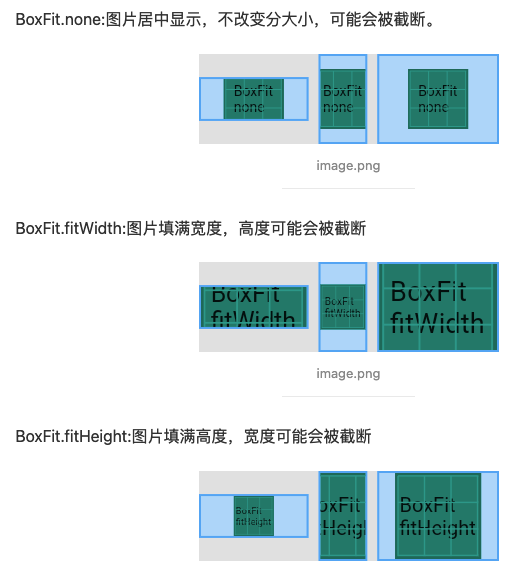 BoxFit.none:图片居中显示，不改变分大小，可能会被截断。
BoxFit BoxFit BoxFit
none none none
image.png
BoxFit.fitWidth:图片填满宽度，高度可能会被截断
BoxFit BoxFit BoxFit
fitWidth fitWidth fitWidth
image.png
BoxFit.fitHeight:图片填满高度，宽度可能会被截断
BoxFit oxFit BoxFit
fitHeight fitHeigl fitHeight